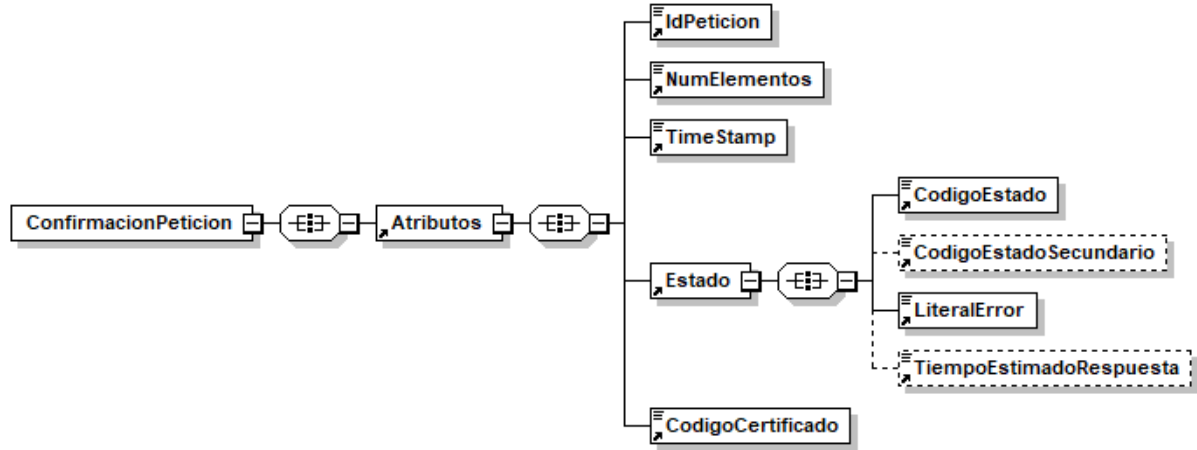 IdPeticion
NumElementos
TimeStamp
ConfirmacionPeticion
Atributos
Estado
CodigoEstado
CodigoEstadoSecundario
LiteralError
TiempoEstimadoRespuesta
CodigoCertificado